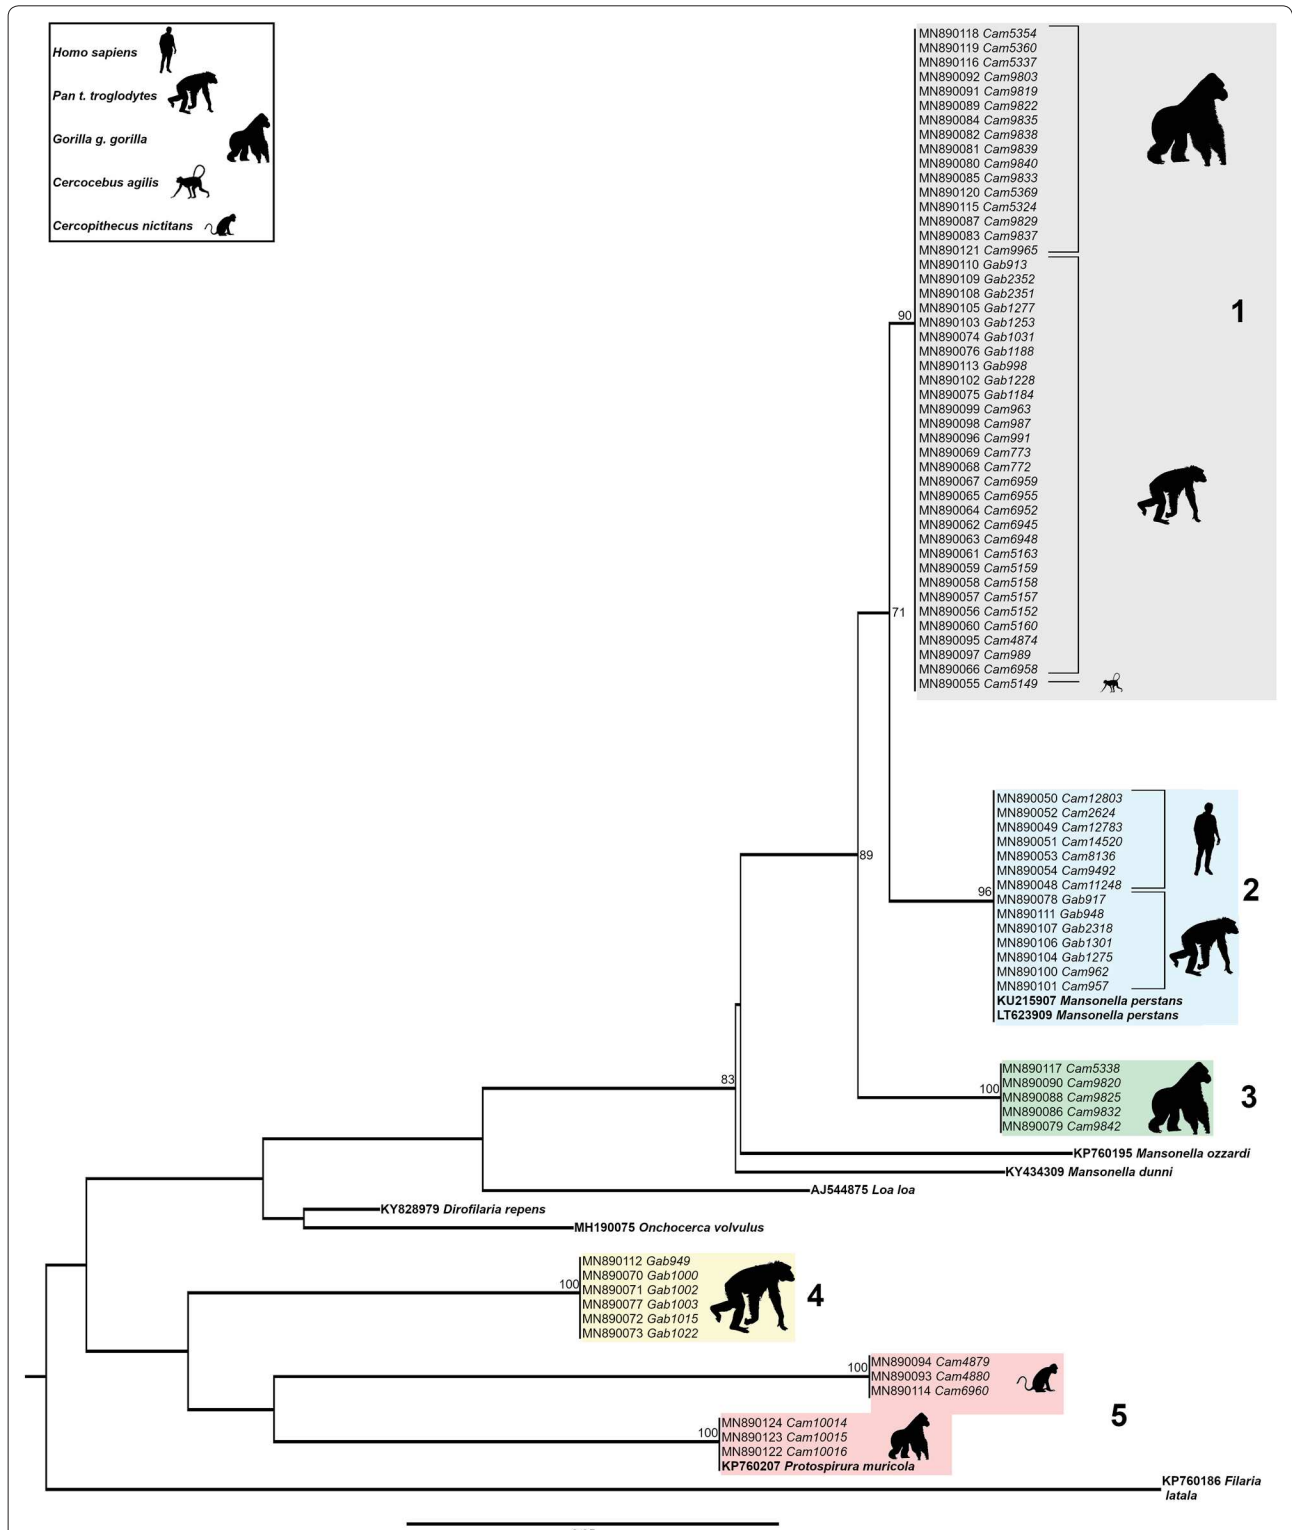 Homo sapiens
Pan t. troglodytes
Gorilla g. gorilla
Cercocebus agilis
Cercopithecus nictitans
MN890118 Cam5354
MN890119 Cam5360
MN890116 Cam5337
MN890092 Cam9803
MN890091 Cam9819
MN890089 Cam9822
MN890084 Cam9835
MN890082 Cam9838
MN890081 Cam9839
MN890080 Cam9840
MN890085 Cam9833
MN890120 Cam5369
MN890115 Cam5324
MN890087 Cam9829
MN890083 Cam9837
MN890121 Cam9965
MN890110 Gab913
MN890109 Gab2352
MN890108 Gab2351
MN890105 Gab1277
MN890103 Gab1253
MN890074 Gab1031
MN890076 Gab1188
MN890113 Gab998
MN890102 Gab1228
MN890075 Gab1184
MN890099 Cam963
MN890098 Cam987
MN890096 Cam991
MN890069 Cam773
MN890068 Cam772
MN890067 Cam6959
MN890065 Cam6955
MN890064 Cam6952
MN890062 Cam6945
MN890063 Cam6948
MN890061 Cam5163
MN890059 Cam5159
MN890058 Cam5158
MN890057 Cam5157
MN890056 Cam5152
MN890060 Cam5160
MN890095 Cam4874
MN890097 Cam989
MN890066 Cam6958
MN890055 Cam5149
1
90
71
MN890050 Cam12803
MN890052 Cam2624
MN890049 Cam12783
MN890051 Cam14520
MN890053 Cam8136
MN890054 Cam9492
MN890048 Cam11248
MN890078 Gab917
MN890111 Gab948
MN890107 Gab2318
MN890106 Gab1301
MN890104 Gab1275
MN890100 Cam962
MN890101 Cam957
KU215907 Mansonella perstans
LT623909 Mansonella perstans
2
89
96
MN890117 Cam5338
MN890090 Cam9820
MN890088 Cam9825
MN890086 Cam9832
MN890079 Cam9842
3
83
100
KP760195 Mansonella ozzardi
KY434309 Mansonella dunni
AJ544875 Loa loa
KY828979 Dirofilaria repens
MH190075 Onchocerca volvulus
MN890112 Gab949
MN890070 Gab1000
MN890071 Gab1002
MN890077 Gab1003
MN890072 Gab1015
MN890073 Gab1022
100
4
MN890094 Cam4879
MN890093 Cam4880
MN890114 Cam6960
100
5
MN890124 Cam10014
MN890123 Cam10015
MN890122 Cam10016
KP760207 Protospirura muricola
100
KP760186 Filaria
latala